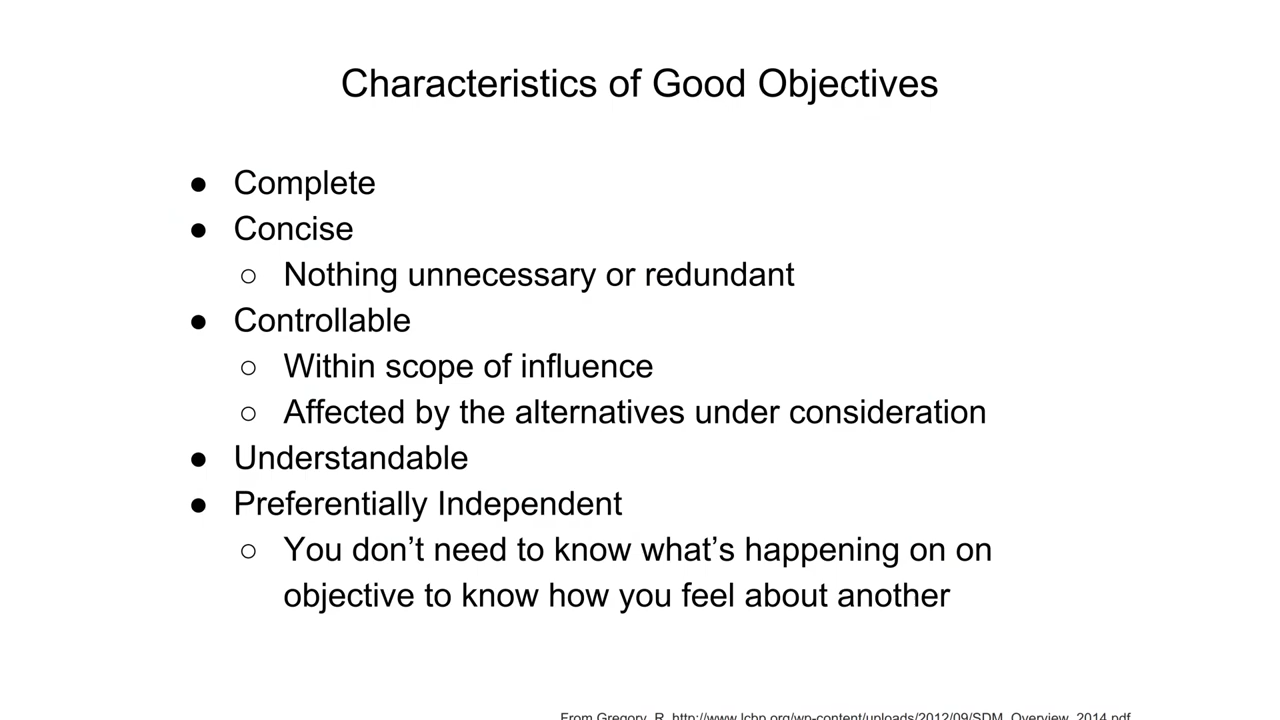 Characteristics of Good Objectives
● Complete
● Concise
○ Nothing unnecessary or redundant
● Controllable
○ Within scope of influence
○ Affected by the alternatives under consideration
● Understandable
● Preferentially Independent
○ You don’t need to know what’s happening on on
objective to know how you feel about another
From Gregory, R. http://www.lcbp.org/wp-content/uploads/2012/09/SDM_Overview_2014.pdf